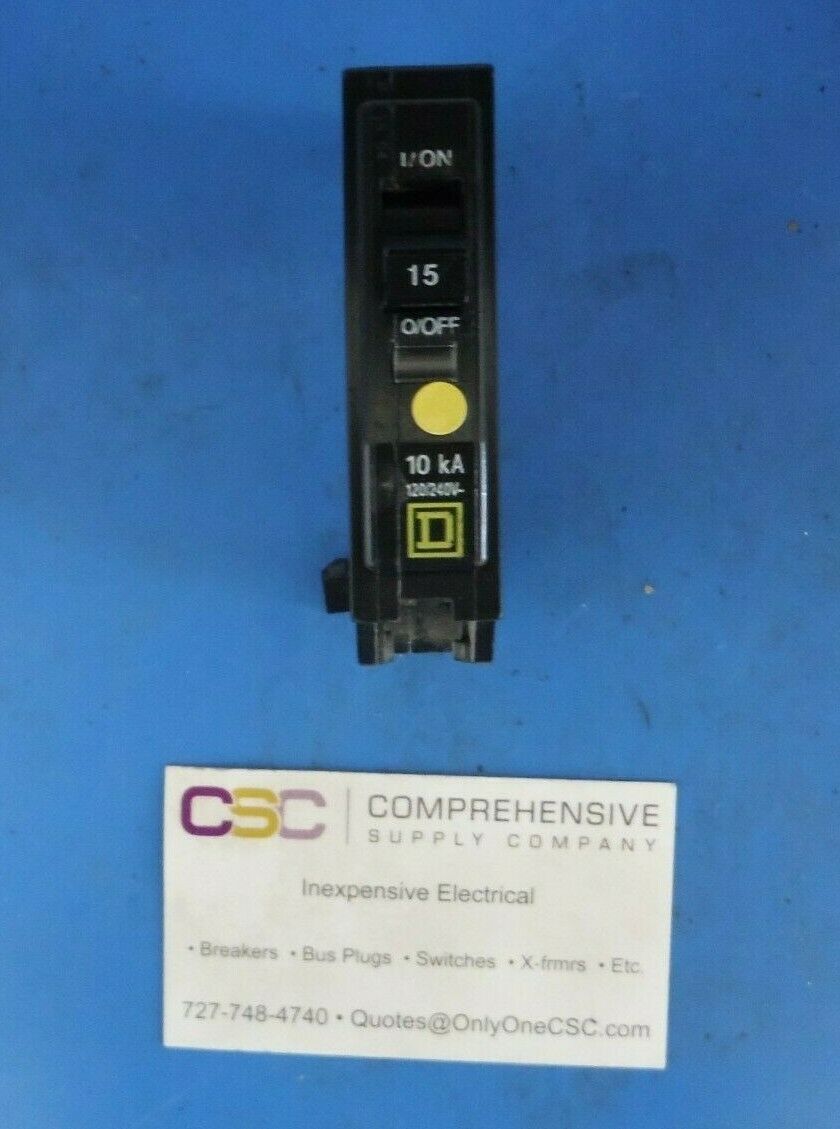 I/ON
15
O/OFF
10 kA
120/240V~
D
CSC | COMPREHENSIVE
SUPPLY COMPANY
Inexpensive Electrical
• Breakers • Bus Plugs • Switches • X-frmrs • Etc.
727-748-4740 • Quotes@OnlyOneCSC.com